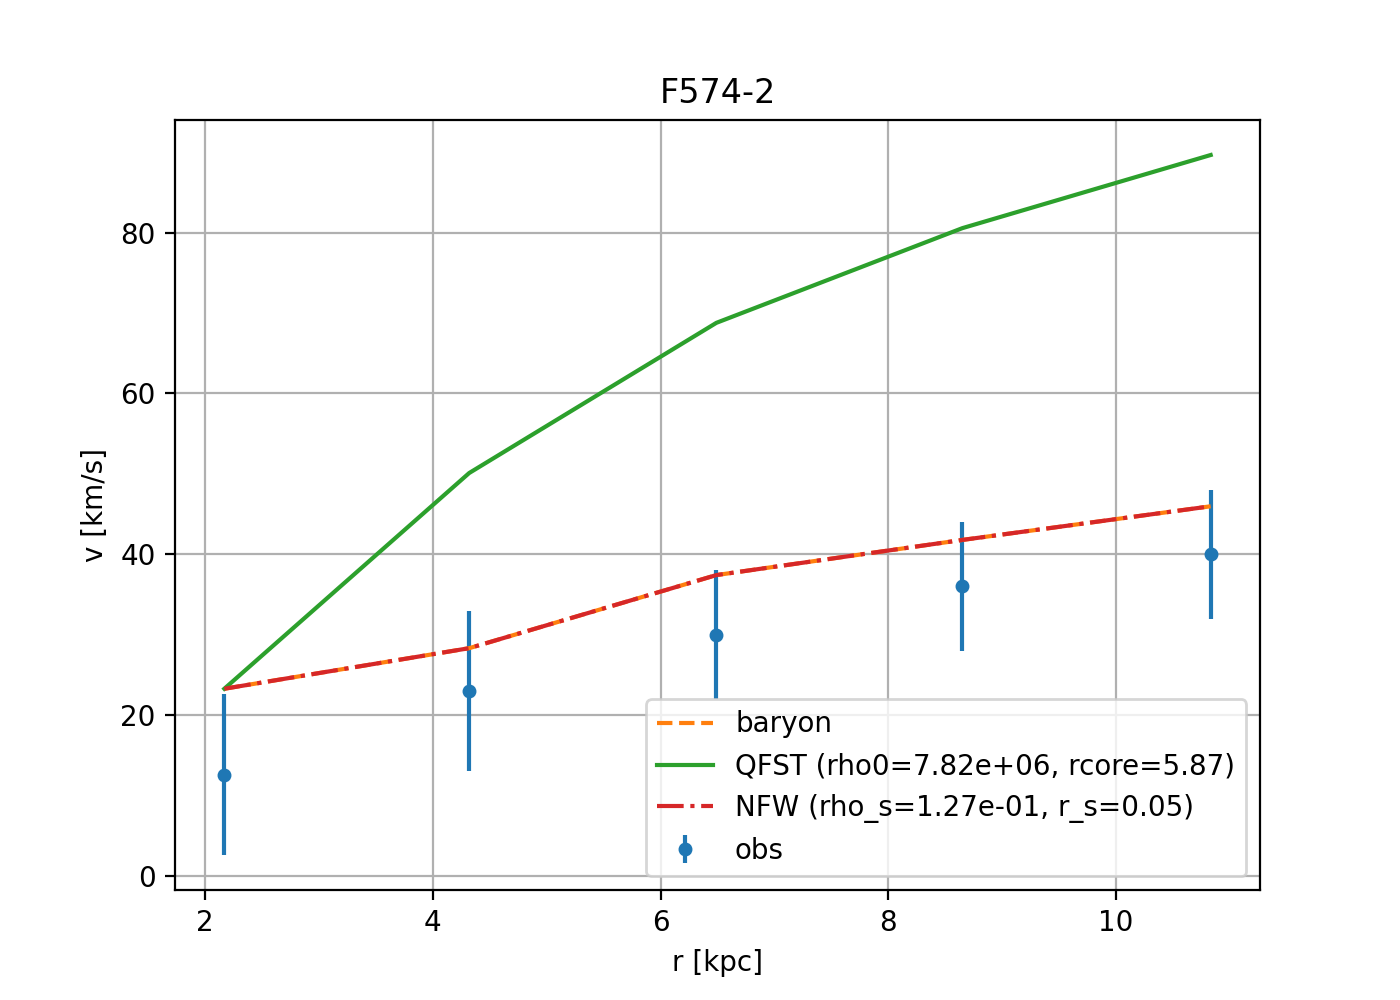 F574-2
80
60
40
20
0
v [km/s]
baryon
QFST (rho0=7.82e+06, rcore=5.87)
NFW (rho_s=1.27e-01, r_s=0.05)
obs
2 4 6 8 10
r [kpc]